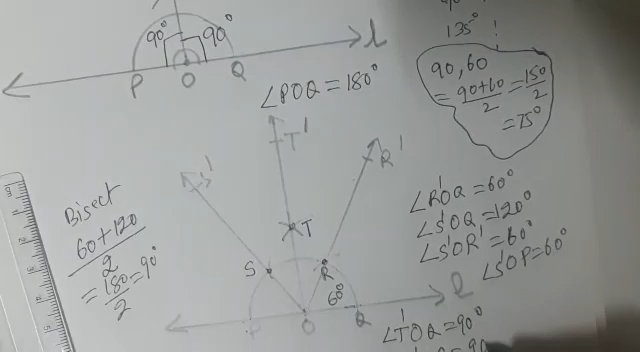 135° !
90° 90°
l
P O Q
∠POQ = 180°
90, 60
= 90+60/2 = 150/2
= 75°
T'
R'
S'
Bisect
60+120/2
= 180/2 = 90°
T
S R
60°
O Q
l
∠R'OQ = 60°
∠S'OQ = 120°
∠S'OR' = 60°
∠S'OP = 60°
∠T'OQ = 90°